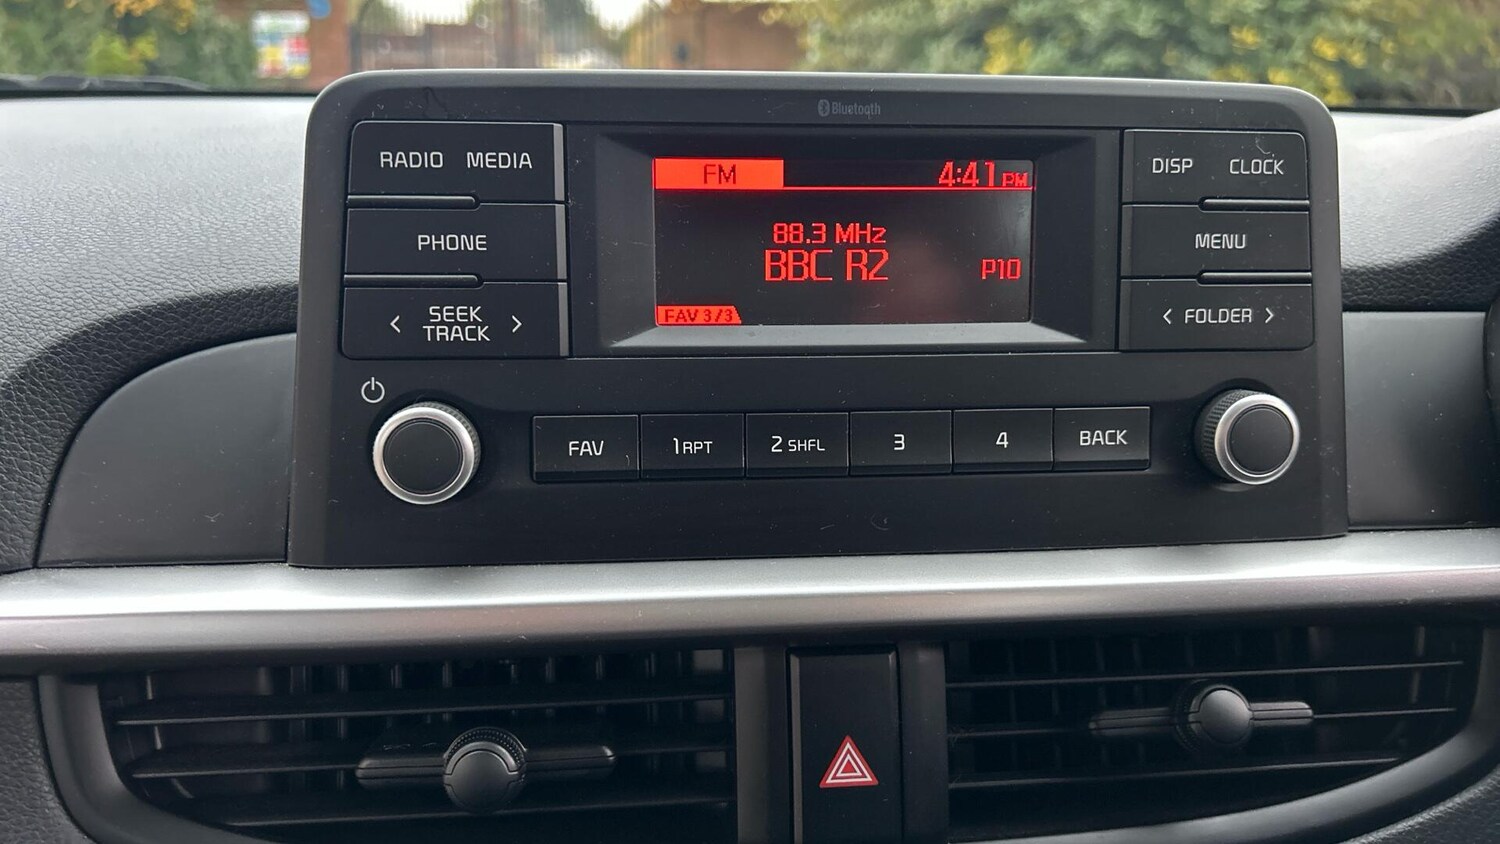 Bluetooth
RADIO MEDIA
PHONE
< SEEK TRACK >
FM 4:41 PM
88.3 MHz
BBC R2
P10
FAV 3/3
DISP CLOCK
MENU
< FOLDER >
FAV 1 RPT 2 SHFL 3 4 BACK